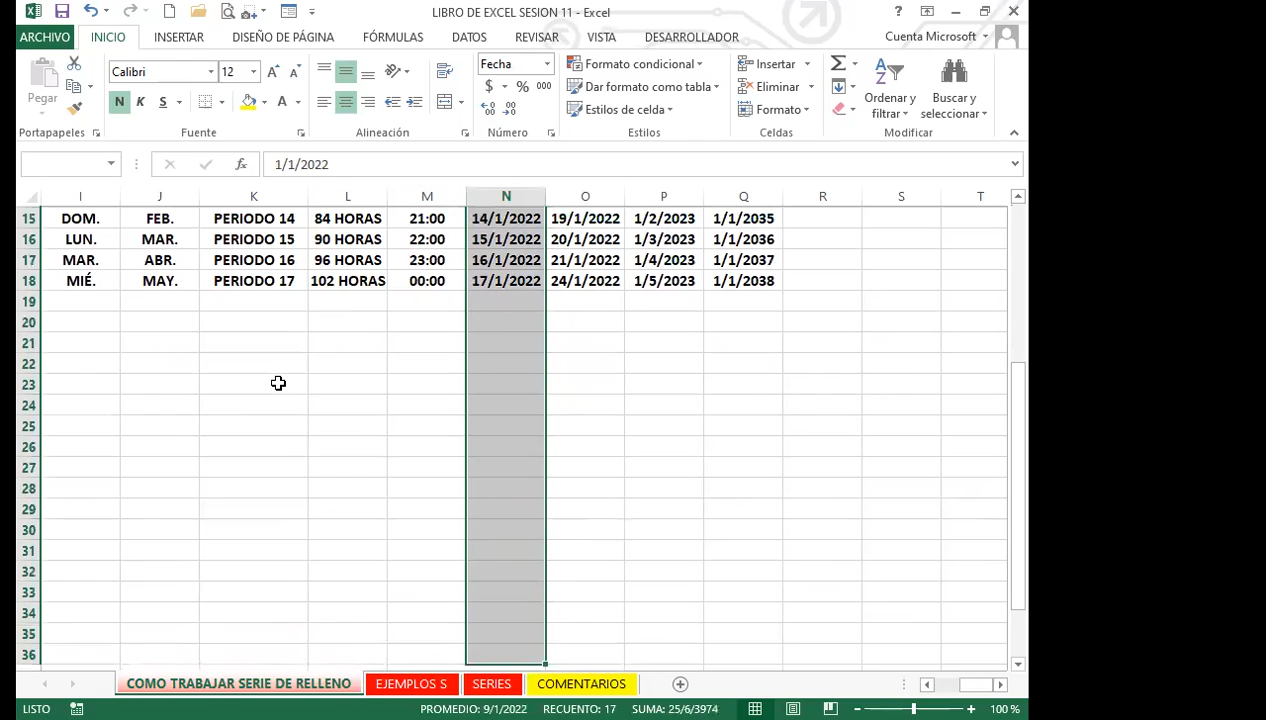 LIBRO DE EXCEL SESION 11 - Excel
ARCHIVO INICIO INSERTAR DISEÑO DE PÁGINA FÓRMULAS DATOS REVISAR VISTA DESARROLLADOR Cuenta Microsoft
Calibri 12 Fecha Formato condicional Insertar
Pegar $ % 000 Dar formato como tabla Eliminar Ordenar y filtrar Buscar y seleccionar
N K S A Estilos de celda Formato
Portapapeles Fuente Alineación Número Estilos Celdas Modificar
fx 1/1/2022
I J K L M N O P Q R S T
15 DOM. FEB. PERIODO 14 84 HORAS 21:00 14/1/2022 19/1/2022 1/2/2023 1/1/2035
16 LUN. MAR. PERIODO 15 90 HORAS 22:00 15/1/2022 20/1/2022 1/3/2023 1/1/2036
17 MAR. ABR. PERIODO 16 96 HORAS 23:00 16/1/2022 21/1/2022 1/4/2023 1/1/2037
18 MIÉ. MAY. PERIODO 17 102 HORAS 00:00 17/1/2022 24/1/2022 1/5/2023 1/1/2038
19
20
21
22
23
24
25
26
27
28
29
30
31
32
33
34
35
36
COMO TRABAJAR SERIE DE RELLENO EJEMPLOS S SERIES COMENTARIOS
LISTO PROMEDIO: 9/1/2022 RECUENTO: 17 SUMA: 25/6/3974 100 %